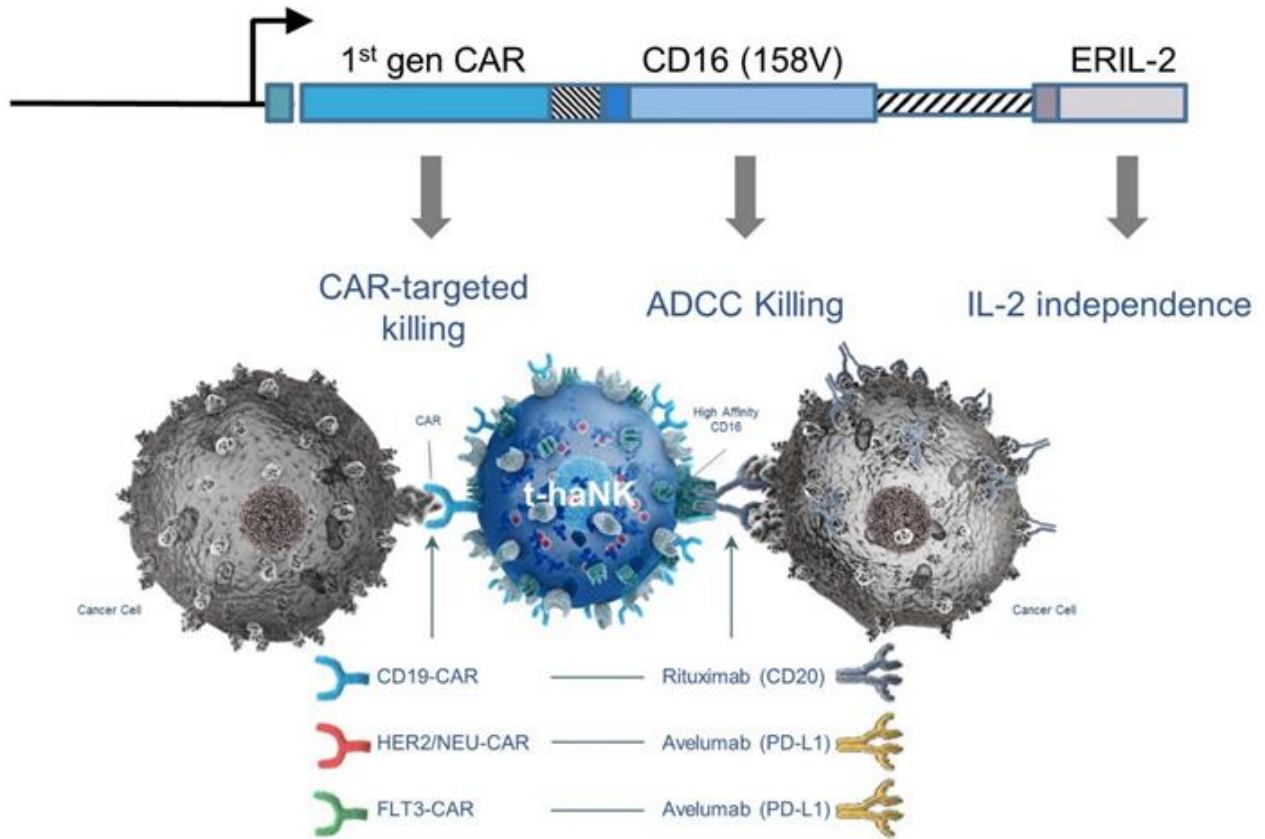 1st gen CAR
CD16 (158V)
ERIL-2
CAR-targeted
killing
ADCC Killing
IL-2 independence
CAR
High Affinity
CD16
t-haNK
Cancer Cell
Cancer Cell
CD19-CAR
Rituximab (CD20)
HER2/NEU-CAR
Avelumab (PD-L1)
FLT3-CAR
Avelumab (PD-L1)